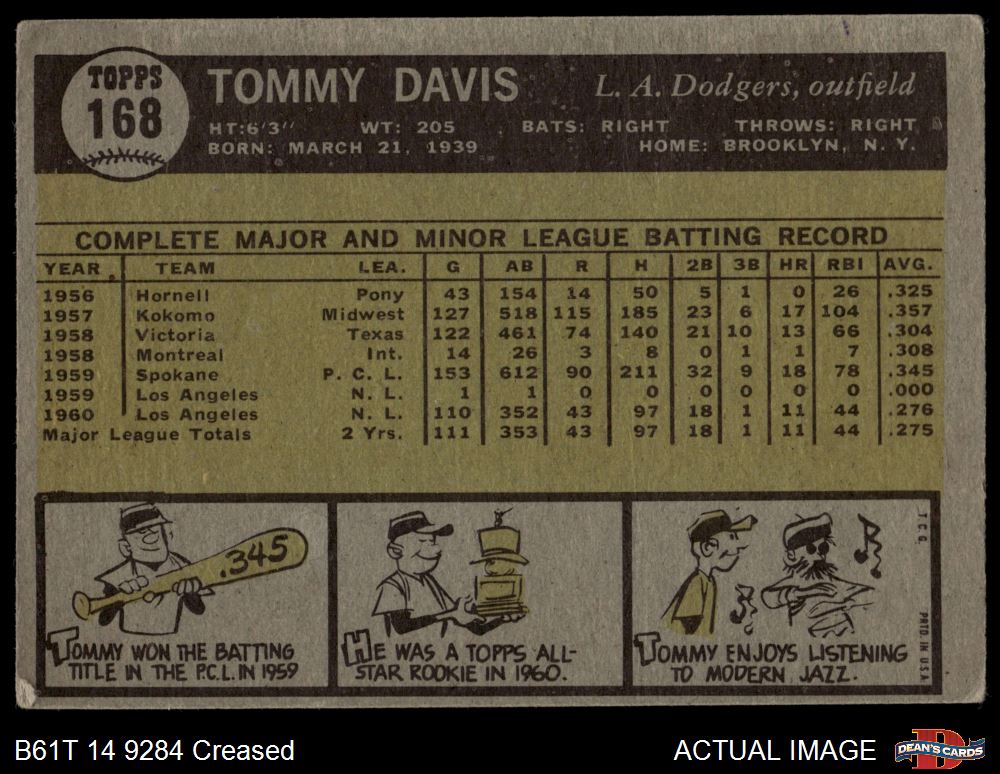 TOPPS
168
TOMMY DAVIS
L. A. Dodgers, outfield
HT:6'3" WT: 205 BATS: RIGHT THROWS: RIGHT
BORN: MARCH 21, 1939 HOME: BROOKLYN, N. Y.
COMPLETE MAJOR AND MINOR LEAGUE BATTING RECORD
YEAR TEAM LEA. G AB R H 2B 3B HR RBI AVG.
1956 Hornell Pony 43 154 14 50 5 1 0 26 .325
1957 Kokomo Midwest 127 518 115 185 23 6 17 104 .357
1958 Victoria Texas 122 461 74 140 21 10 13 66 .304
1958 Montreal Int. 14 26 3 8 0 1 1 7 .308
1959 Spokane P. C. L. 153 612 90 211 32 9 18 78 .345
1959 Los Angeles N. L. 1 1 0 0 0 0 0 0 .000
1960 Los Angeles N. L. 110 352 43 97 18 1 11 44 .276
Major League Totals 2 Yrs. 111 353 43 97 18 1 11 44 .275
.345
TOMMY WON THE BATTING
TITLE IN THE P.C.L. IN 1959
HE WAS A TOPPS ALL-
STAR ROOKIE IN 1960.
TOMMY ENJOYS LISTENING
TO MODERN JAZZ.
T. C. G.
PRTD. IN U.S.A.
B61T 14 9284 Creased
ACTUAL IMAGE
DEAN'S CARDS